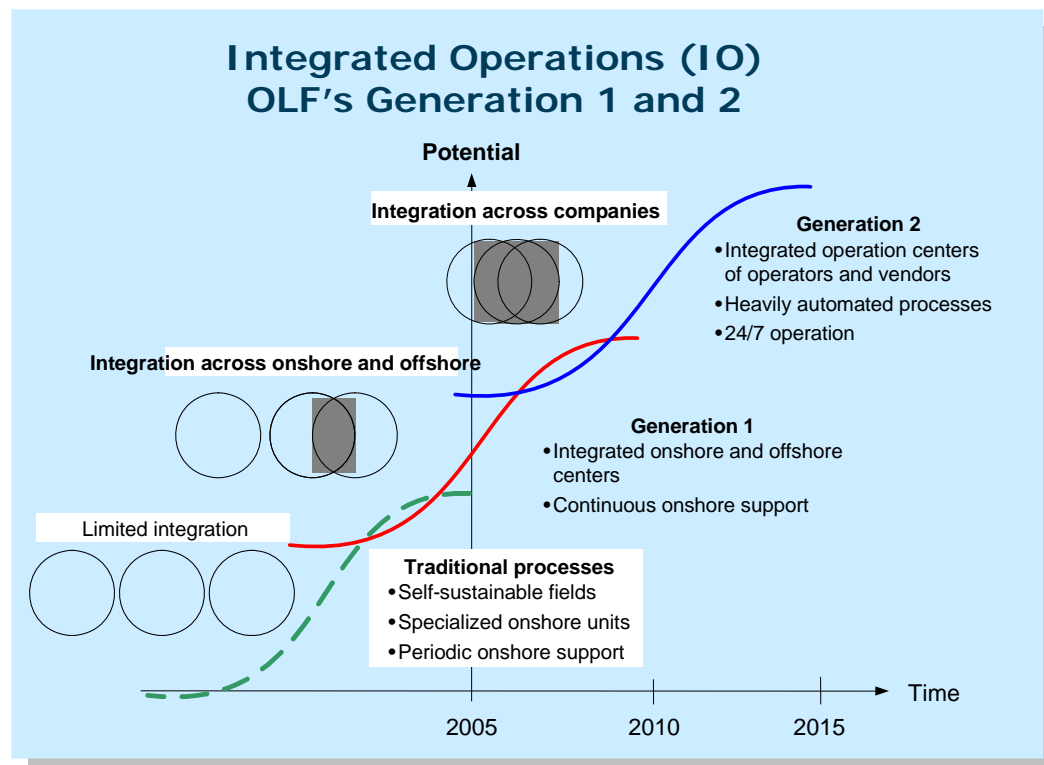 Integrated Operations (IO)
OLF's Generation 1 and 2
Potential
Integration across companies
Generation 2
•Integrated operation centers
of operators and vendors
•Heavily automated processes
•24/7 operation
Integration across onshore and offshore
Generation 1
•Integrated onshore and offshore
centers
•Continuous onshore support
Limited integration
Traditional processes
•Self-sustainable fields
•Specialized onshore units
•Periodic onshore support
Time
2005
2010
2015